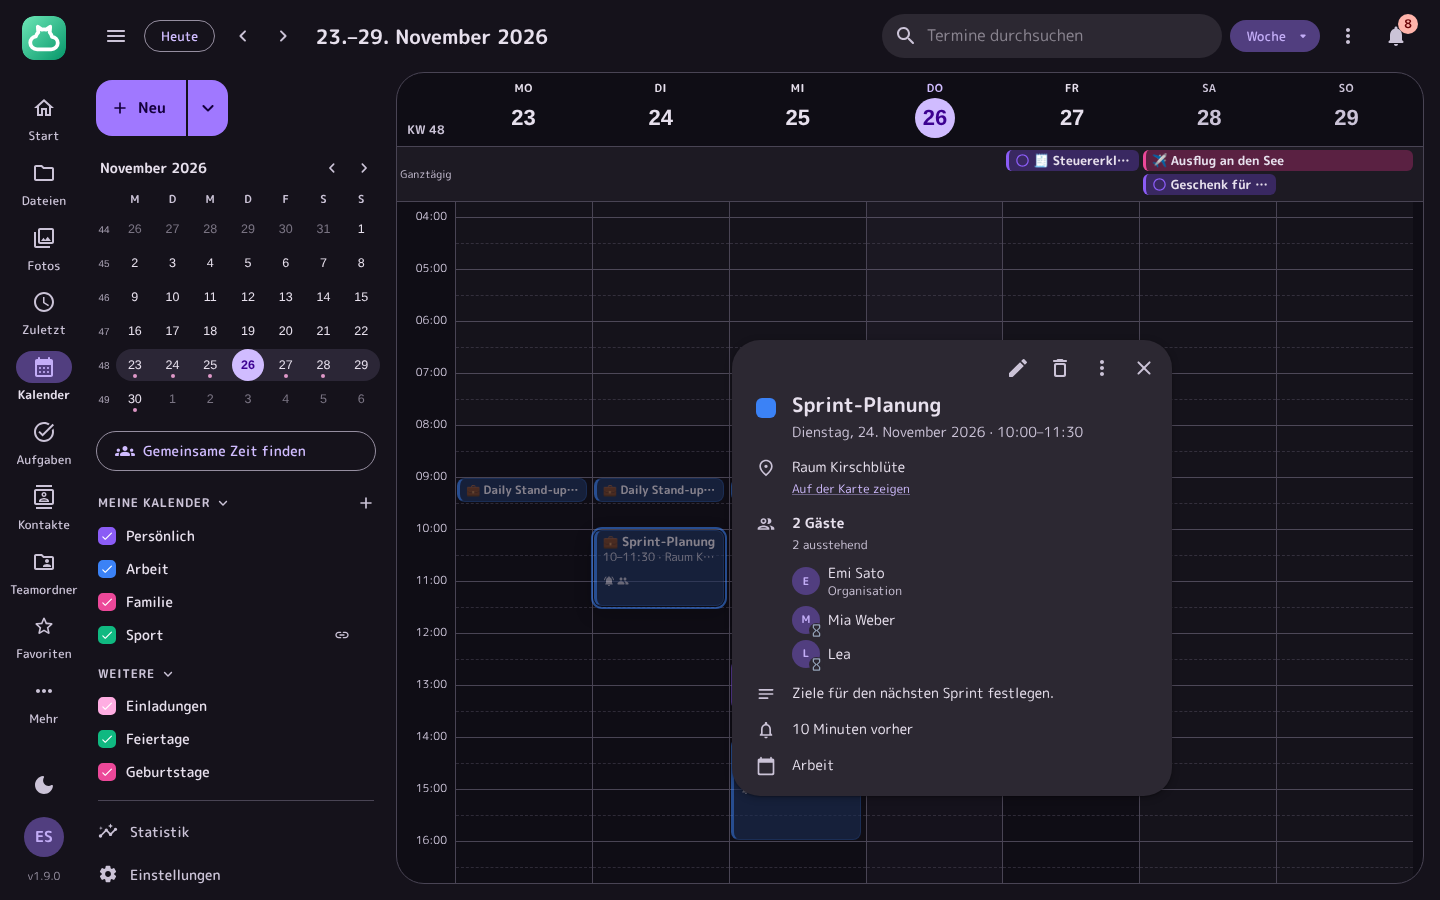 Heute
23.–29. November 2026
Termine durchsuchen
Woche
8
Start
Dateien
Fotos
Zuletzt
Kalender
Aufgaben
Kontakte
Teamordner
Favoriten
Mehr
ES
v1.9.0
Neu
November 2026
M D M D F S S
44 26 27 28 29 30 31 1
45 2 3 4 5 6 7 8
46 9 10 11 12 13 14 15
47 16 17 18 19 20 21 22
48 23 24 25 26 27 28 29
49 30 1 2 3 4 5 6
Gemeinsame Zeit finden
MEINE KALENDER
Persönlich
Arbeit
Familie
Sport
WEITERE
Einladungen
Feiertage
Geburtstage
Statistik
Einstellungen
KW 48
MO DI MI DO FR SA SO
23 24 25 26 27 28 29
Ganztägig
Steuererkl…
Ausflug an den See
Geschenk für …
04:00
05:00
06:00
07:00
08:00
09:00
10:00
11:00
12:00
13:00
14:00
15:00
16:00
Daily Stand-up…
Daily Stand-up…
Sprint-Planung
10–11:30 · Raum K…
Sprint-Planung
Dienstag, 24. November 2026 · 10:00–11:30
Raum Kirschblüte
Auf der Karte zeigen
2 Gäste
2 ausstehend
E
Emi Sato
Organisation
M
Mia Weber
L
Lea
Ziele für den nächsten Sprint festlegen.
10 Minuten vorher
Arbeit